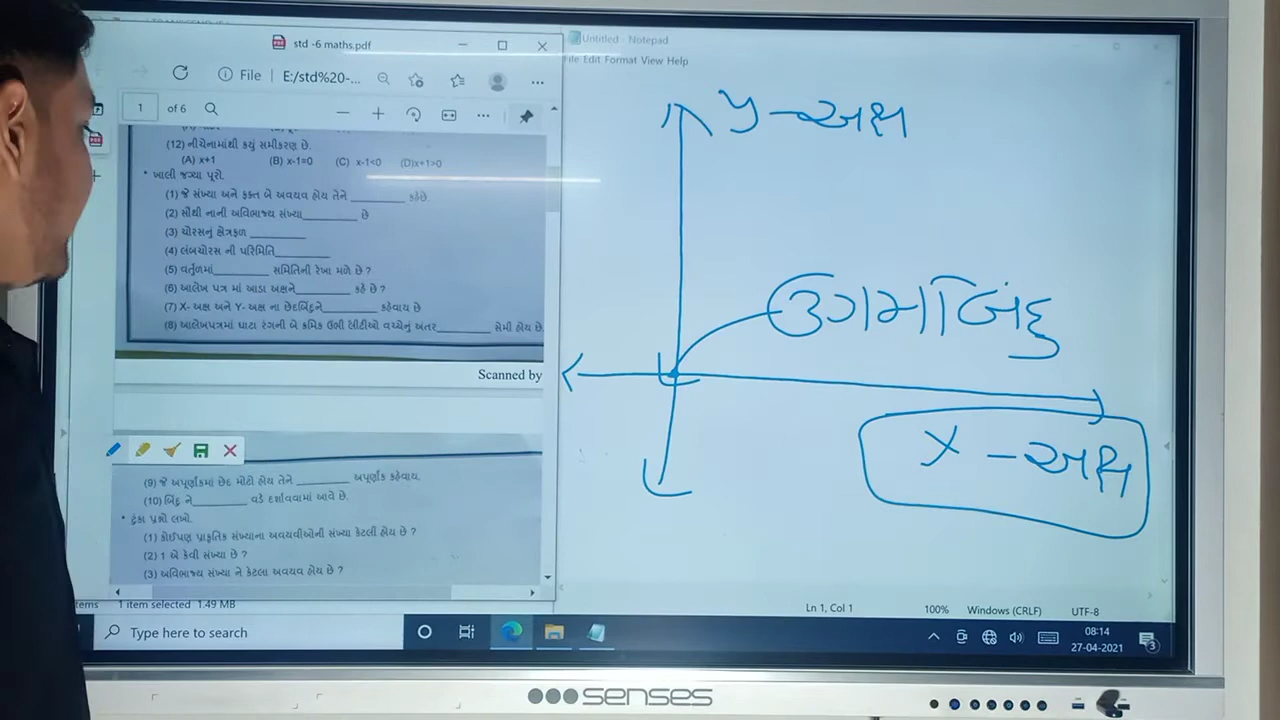 std -6 maths.pdf
File E:/std%20-...
1 of 6
(12) નીચેનામાંથી કયું સમીકરણ છે.
(A) x+1 (B) x-1=0 (C) x-1<0 (D)x+1>0
• ખાલી જગ્યા પૂરો.
(1) જે સંખ્યા અને ફક્ત બે અવયવ હોય તેને ________ કહેછે.
(2) સૌથી નાની અવિભાજ્ય સંખ્યા________ છે
(3) ચોરસનું ક્ષેત્રફળ ________
(4) લંબચોરસ ની પરિમિતિ________
(5) વર્તુળમાં________ સમિતિની રેખા મળે છે ?
(6) આલેખ પત્ર માં આડા અક્ષને________ કહે છે ?
(7) X- અક્ષ અને Y- અક્ષ ના છેદબિંદુને________ કહેવાય છે
(8) આલેખપત્રમાં ઘાટા રંગની બે ક્રમિક ઉભી લીટીઓ વચ્ચેનું અંતર________ સેમી હોય છે.
Scanned by
(9) જે અપૂર્ણાંકમાં છેદ મોટો હોય તેને ________ અપૂર્ણાંક કહેવાય.
(10) બિંદુ ને________ વડે દર્શાવવામાં આવે છે.
• ટુંકા પ્રશ્નો લખો.
(1) કોઈપણ પ્રાકૃતિક સંખ્યાના અવયવીઓની સંખ્યા કેટલી હોય છે ?
(2) 1 એ કેવી સંખ્યા છે ?
(3) અવિભાજ્ય સંખ્યા ને કેટલા અવયવ હોય છે ?
tems 1 item selected 1.49 MB
Untitled - Notepad
File Edit Format View Help
y-અક્ષ
ઉગમબિંદુ
X - અક્ષ
Ln 1, Col 1 100% Windows (CRLF) UTF-8
Type here to search
08:14
27-04-2021
3
senses